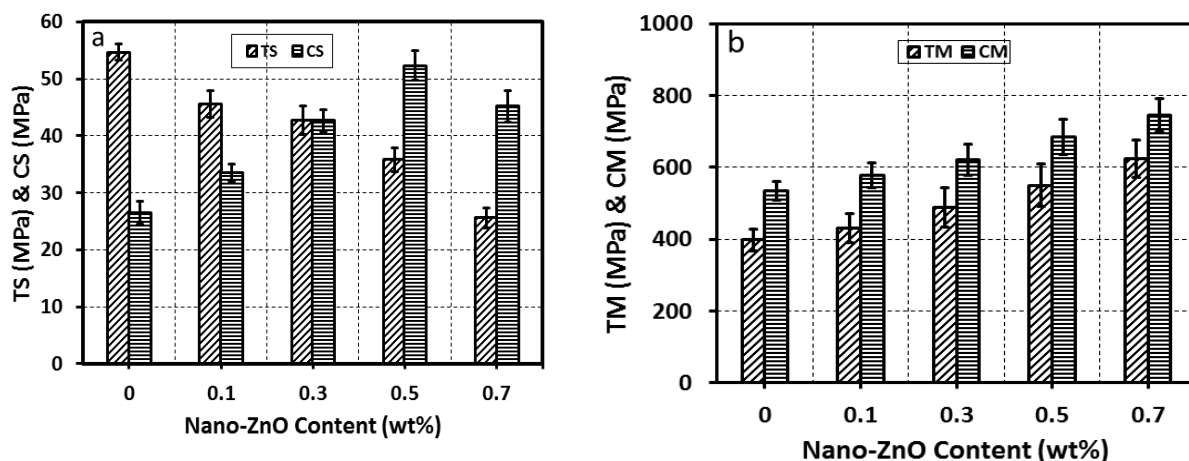 a
TS CS
60
50
40
30
20
10
0
TS (MPa) & CS (MPa)
0 0.1 0.3 0.5 0.7
Nano-ZnO Content (wt%)
b
TM CM
1000
800
600
400
200
0
TM (MPa) & CM (MPa)
0 0.1 0.3 0.5 0.7
Nano-ZnO Content (wt%)